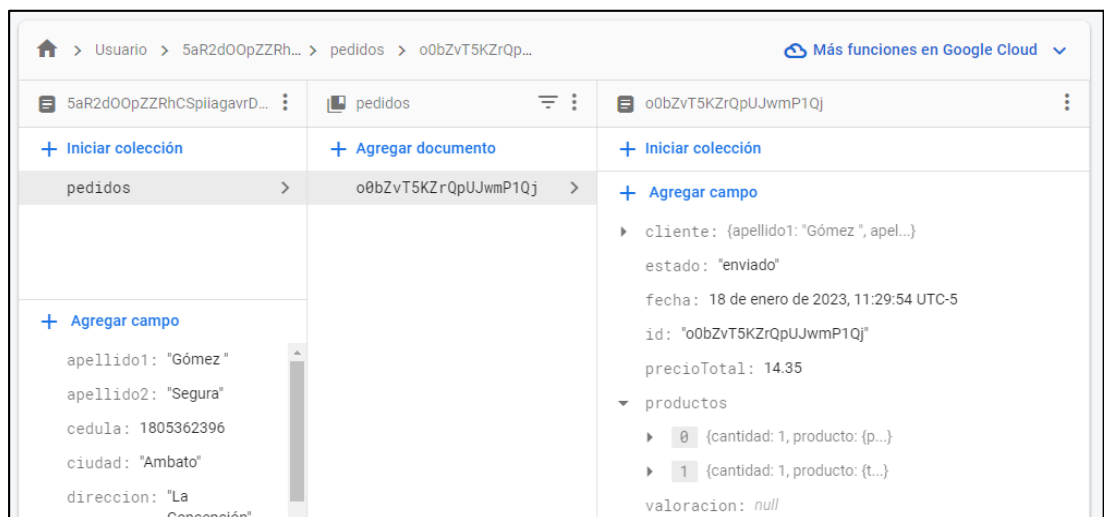 Usuario > 5aR2dOOpZZRh... > pedidos > o0bZvT5KZrQp...
Más funciones en Google Cloud
5aR2dOOpZZRhCSpiiagavrD...
pedidos
o0bZvT5KZrQpUJwmP1Qj
+ Iniciar colección
+ Agregar documento
+ Iniciar colección
pedidos >
o0bZvT5KZrQpUJwmP1Qj >
+ Agregar campo
cliente: {apellido1: "Gómez ", apel...}
estado: "enviado"
fecha: 18 de enero de 2023, 11:29:54 UTC-5
id: "o0bZvT5KZrQpUJwmP1Qj"
precioTotal: 14.35
productos
0 {cantidad: 1, producto: {p...}
1 {cantidad: 1, producto: {t...}
valoracion: null
+ Agregar campo
apellido1: "Gómez "
apellido2: "Segura"
cedula: 1805362396
ciudad: "Ambato"
direccion: "La
Concepción"